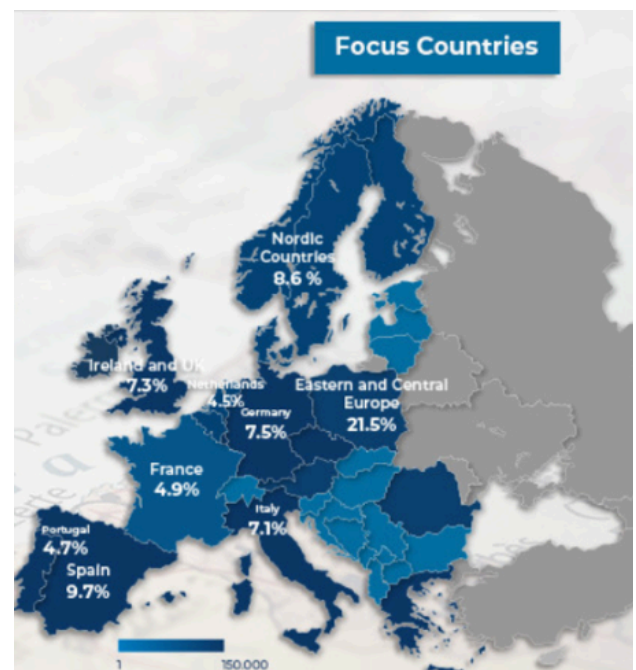 Focus Countries
Nordic
Countries
8.6 %
Ireland and UK
7.3%
Netherlands
4.5%
Germany
7.5%
Eastern and Central
Europe
21.5%
France
4.9%
Italy
7.1%
Portugal
4.7%
Spain
9.7%
1
150.000